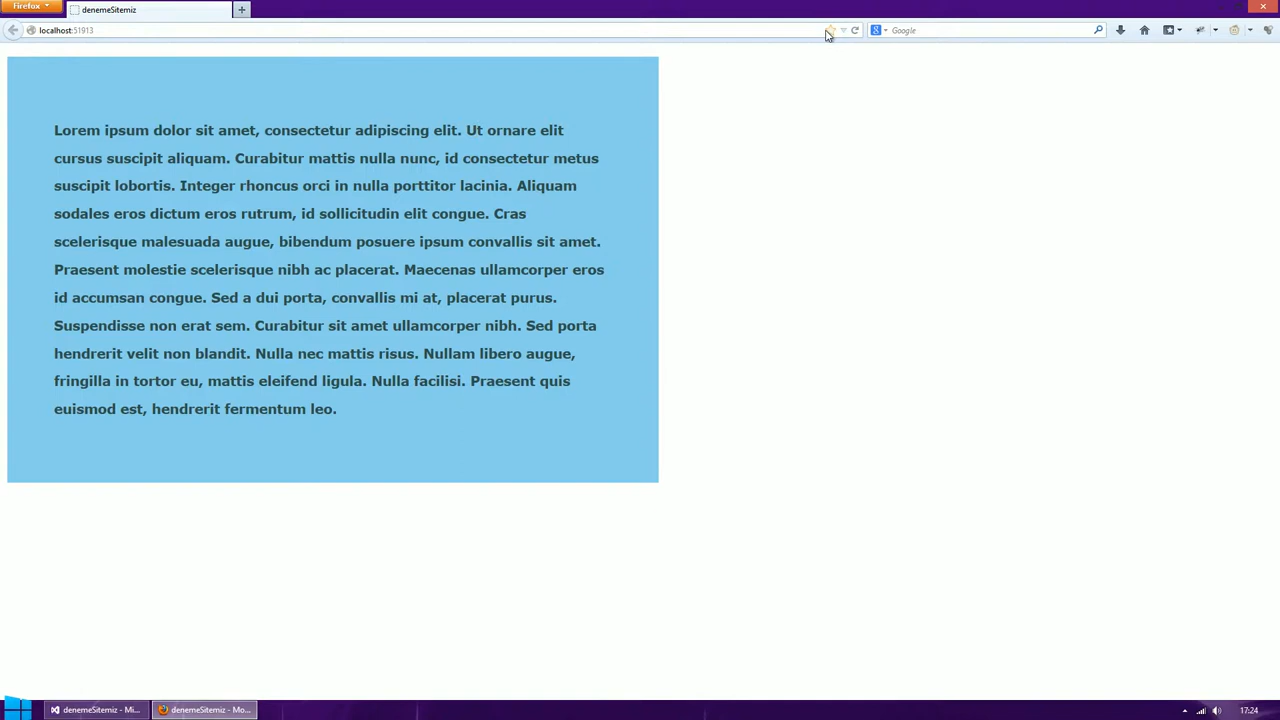 Firefox
denemeSitemiz
localhost:51913
Google
Lorem ipsum dolor sit amet, consectetur adipiscing elit. Ut ornare elit
cursus suscipit aliquam. Curabitur mattis nulla nunc, id consectetur metus
suscipit lobortis. Integer rhoncus orci in nulla porttitor lacinia. Aliquam
sodales eros dictum eros rutrum, id sollicitudin elit congue. Cras
scelerisque malesuada augue, bibendum posuere ipsum convallis sit amet.
Praesent molestie scelerisque nibh ac placerat. Maecenas ullamcorper eros
id accumsan congue. Sed a dui porta, convallis mi at, placerat purus.
Suspendisse non erat sem. Curabitur sit amet ullamcorper nibh. Sed porta
hendrerit velit non blandit. Nulla nec mattis risus. Nullam libero augue,
fringilla in tortor eu, mattis eleifend ligula. Nulla facilisi. Praesent quis
euismod est, hendrerit fermentum leo.
denemeSitemiz - Mi...
denemeSitemiz - Mo...
17:24